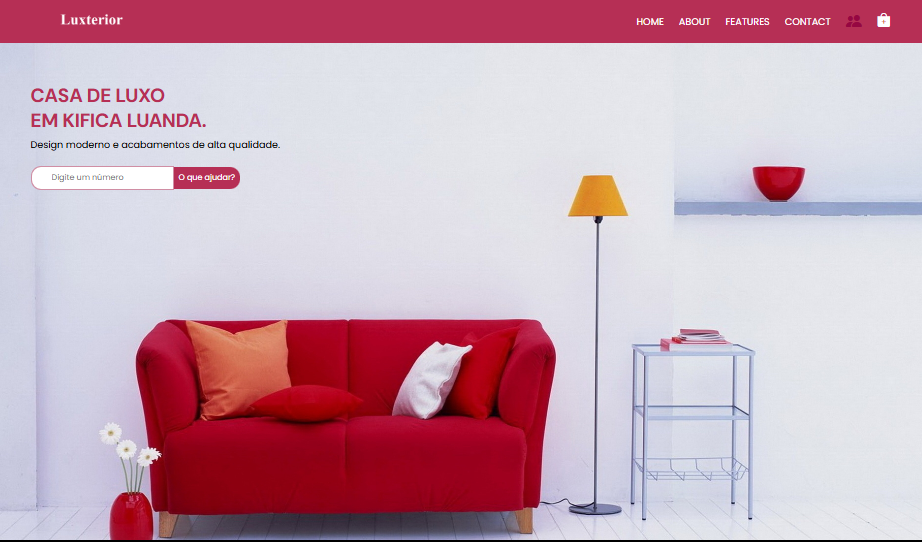 Luxterior
HOME ABOUT FEATURES CONTACT
CASA DE LUXO
EM KIFICA LUANDA.
Design moderno e acabamentos de alta qualidade.
Digite um número O que ajudar?